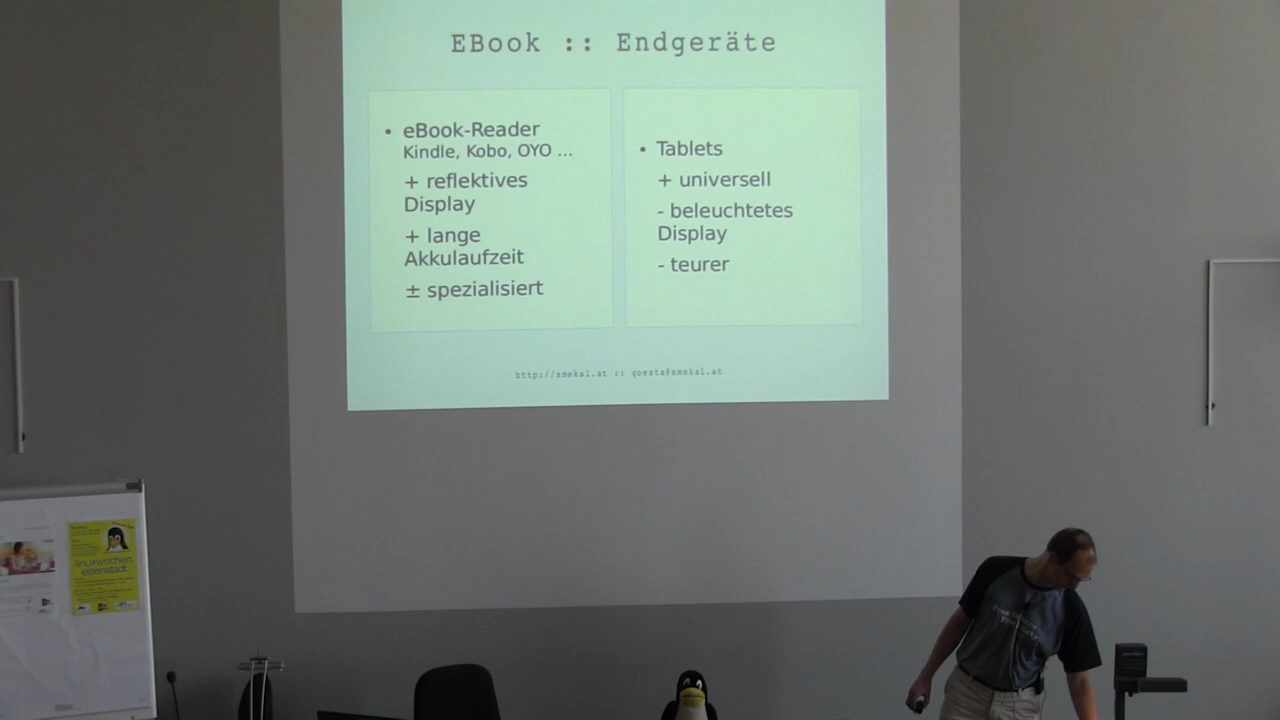 EBook :: Endgeräte
• eBook-Reader
Kindle, Kobo, OYO ...
+ reflektives
Display
+ lange
Akkulaufzeit
± spezialisiert
• Tablets
+ universell
- beleuchtetes
Display
- teurer
http://smekal.at :: goesta@smekal.at
linuxwochen
eisenstadt